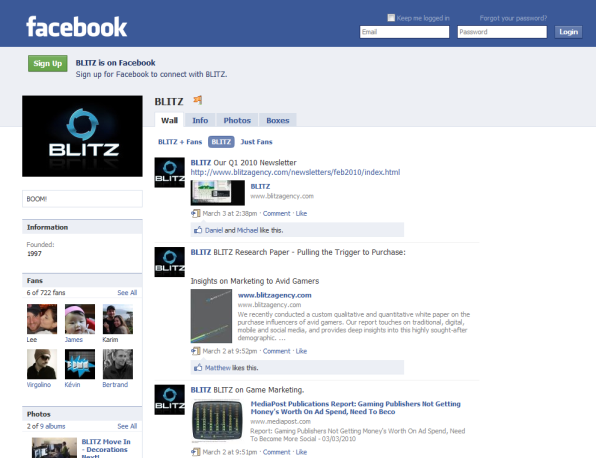 facebook
Keep me logged in
Forgot your password?
Email
Password
Login
Sign Up
BLITZ is on Facebook
Sign up for Facebook to connect with BLITZ.
BLITZ
BOOM!
Information
Founded:
1997
Fans
6 of 722 fans
See All
Lee
James
Karim
Virgolino
Kévin
Bertrand
Photos
2 of 9 albums
See All
BLITZ Move In
- Decorations
Next!
BLITZ
Wall
Info
Photos
Boxes
BLITZ + Fans
BLITZ
Just Fans
BLITZ
BLITZ Our Q1 2010 Newsletter
http://www.blitzagency.com/newsletters/feb2010/index.html
BLITZ
www.blitzagency.com
March 3 at 2:38pm · Comment · Like
Daniel and Michael like this.
BLITZ
BLITZ BLITZ Research Paper - Pulling the Trigger to Purchase:
Insights on Marketing to Avid Gamers
www.blitzagency.com
www.blitzagency.com
We recently conducted a custom qualitative and quantitative white paper on the
purchase influencers of avid gamers. Our report touches on traditional, digital,
mobile and social media, and provides deep insights into this highly sought-after
demographic. ...
March 2 at 9:52pm · Comment · Like
Matthew likes this.
BLITZ
BLITZ BLITZ on Game Marketing.
MediaPost Publications Report: Gaming Publishers Not Getting
Money's Worth On Ad Spend, Need To Beco
www.mediapost.com
Report: Gaming Publishers Not Getting Money's Worth On Ad Spend, Need
To Become More Social - 03/03/2010
March 2 at 9:51pm · Comment · Like